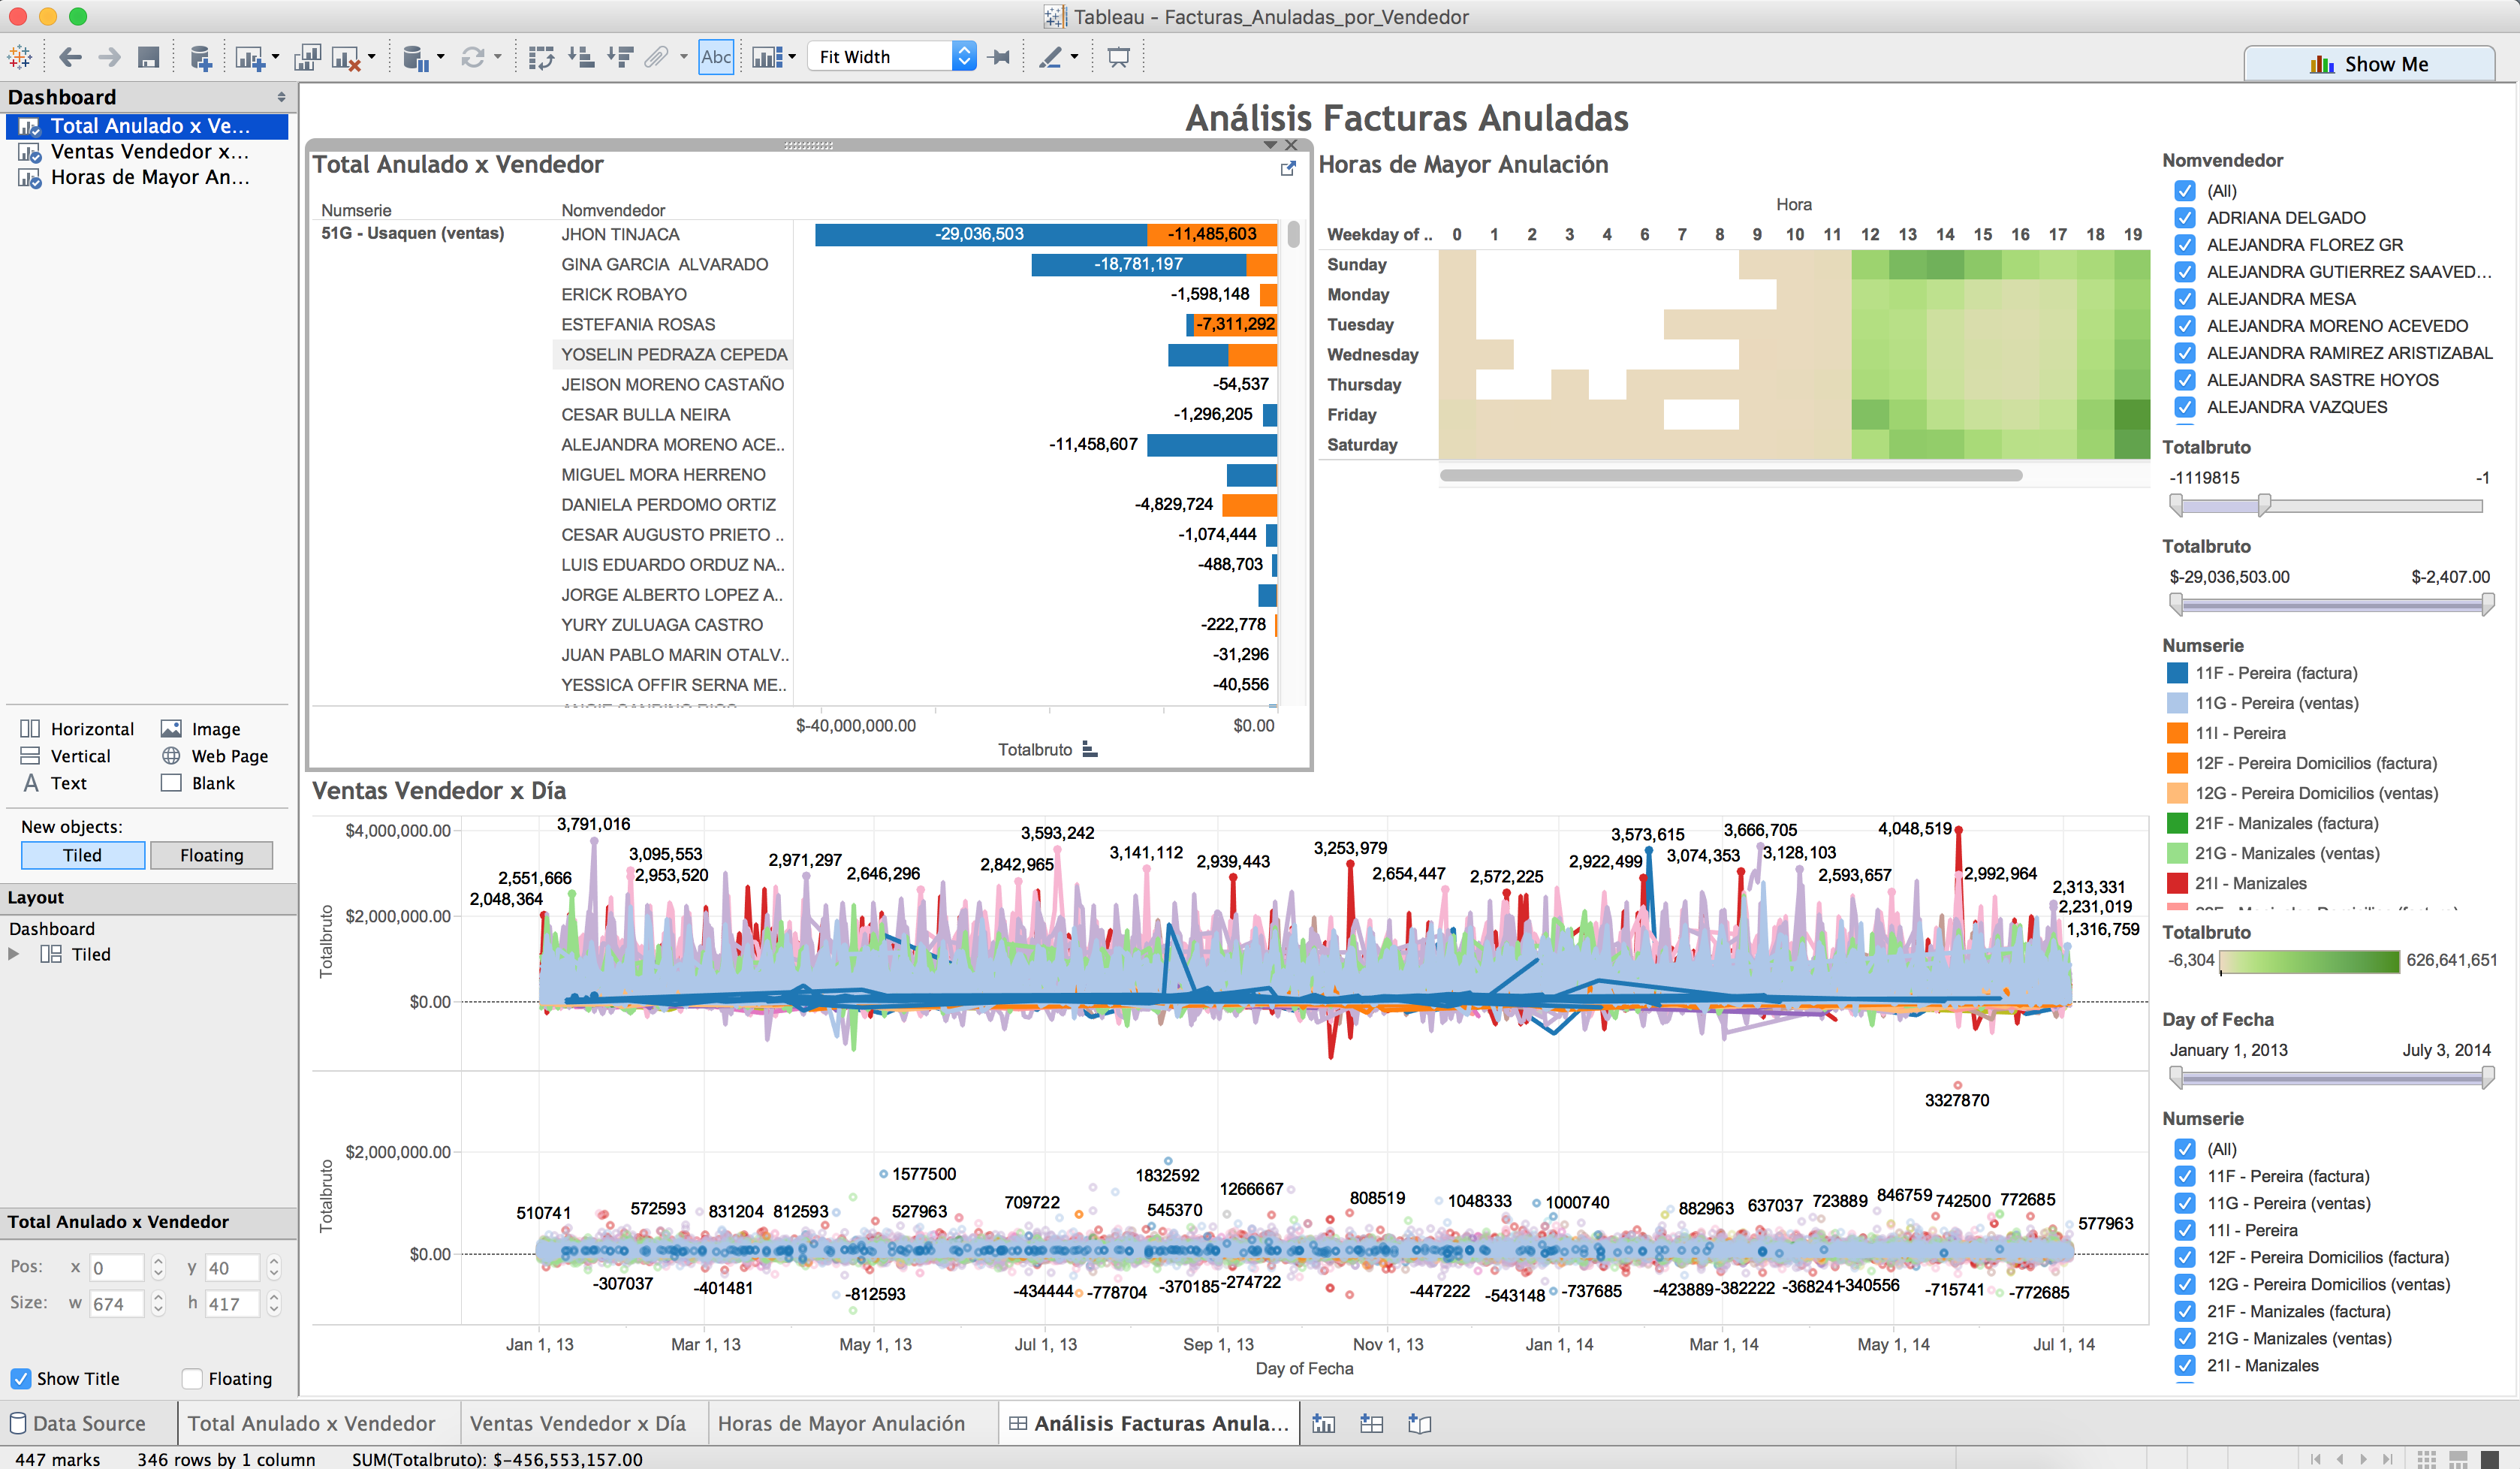 Tableau - Facturas_Anuladas_por_Vendedor
Abc
Fit Width
Show Me
Dashboard
Total Anulado x Ve...
Ventas Vendedor x...
Horas de Mayor An...
Horizontal
Image
Vertical
Web Page
Text
Blank
New objects:
Tiled
Floating
Layout
Dashboard
Tiled
Total Anulado x Vendedor
Pos: x 0 y 40
Size: w 674 h 417
Show Title
Floating
Análisis Facturas Anuladas
Total Anulado x Vendedor
Numserie Nomvendedor
51G - Usaquen (ventas)
JHON TINJACA -29,036,503 -11,485,603
GINA GARCIA ALVARADO -18,781,197
ERICK ROBAYO -1,598,148
ESTEFANIA ROSAS -7,311,292
YOSELIN PEDRAZA CEPEDA
JEISON MORENO CASTAÑO -54,537
CESAR BULLA NEIRA -1,296,205
ALEJANDRA MORENO ACE.. -11,458,607
MIGUEL MORA HERRENO
DANIELA PERDOMO ORTIZ -4,829,724
CESAR AUGUSTO PRIETO .. -1,074,444
LUIS EDUARDO ORDUZ NA.. -488,703
JORGE ALBERTO LOPEZ A..
YURY ZULUAGA CASTRO -222,778
JUAN PABLO MARIN OTALV.. -31,296
YESSICA OFFIR SERNA ME.. -40,556
$-40,000,000.00 $0.00
Totalbruto
Horas de Mayor Anulación
Hora
Weekday of .. 0 1 2 3 4 6 7 8 9 10 11 12 13 14 15 16 17 18 19
Sunday
Monday
Tuesday
Wednesday
Thursday
Friday
Saturday
Ventas Vendedor x Día
Totalbruto
$4,000,000.00
$2,000,000.00
$0.00
3,791,016
3,095,553
2,953,520
2,551,666
2,048,364
2,971,297
2,646,296
2,842,965
3,593,242
3,141,112
2,939,443
3,253,979
2,654,447
2,572,225
2,922,499
3,573,615
3,074,353
3,666,705
3,128,103
2,593,657
4,048,519
2,992,964
2,313,331
2,231,019
1,316,759
Totalbruto
$2,000,000.00
$0.00
3327870
1577500
1832592
510741
572593
831204
812593
527963
709722
545370
1266667
808519
1048333
1000740
882963
637037
723889
846759
742500
772685
577963
-307037
-401481
-812593
-434444
-778704
-370185
-274722
-447222
-543148
-737685
-423889
-382222
-368241
-340556
-715741
-772685
Jan 1, 13 Mar 1, 13 May 1, 13 Jul 1, 13 Sep 1, 13 Nov 1, 13 Jan 1, 14 Mar 1, 14 May 1, 14 Jul 1, 14
Day of Fecha
Nomvendedor
(All)
ADRIANA DELGADO
ALEJANDRA FLOREZ GR
ALEJANDRA GUTIERREZ SAAVED...
ALEJANDRA MESA
ALEJANDRA MORENO ACEVEDO
ALEJANDRA RAMIREZ ARISTIZABAL
ALEJANDRA SASTRE HOYOS
ALEJANDRA VAZQUES
Totalbruto
-1119815 -1
Totalbruto
$-29,036,503.00 $-2,407.00
Numserie
11F - Pereira (factura)
11G - Pereira (ventas)
11I - Pereira
12F - Pereira Domicilios (factura)
12G - Pereira Domicilios (ventas)
21F - Manizales (factura)
21G - Manizales (ventas)
21I - Manizales
Totalbruto
-6,304 626,641,651
Day of Fecha
January 1, 2013 July 3, 2014
Numserie
(All)
11F - Pereira (factura)
11G - Pereira (ventas)
11I - Pereira
12F - Pereira Domicilios (factura)
12G - Pereira Domicilios (ventas)
21F - Manizales (factura)
21G - Manizales (ventas)
21I - Manizales
Data Source
Total Anulado x Vendedor
Ventas Vendedor x Día
Horas de Mayor Anulación
Análisis Facturas Anula...
447 marks 346 rows by 1 column SUM(Totalbruto): $-456,553,157.00